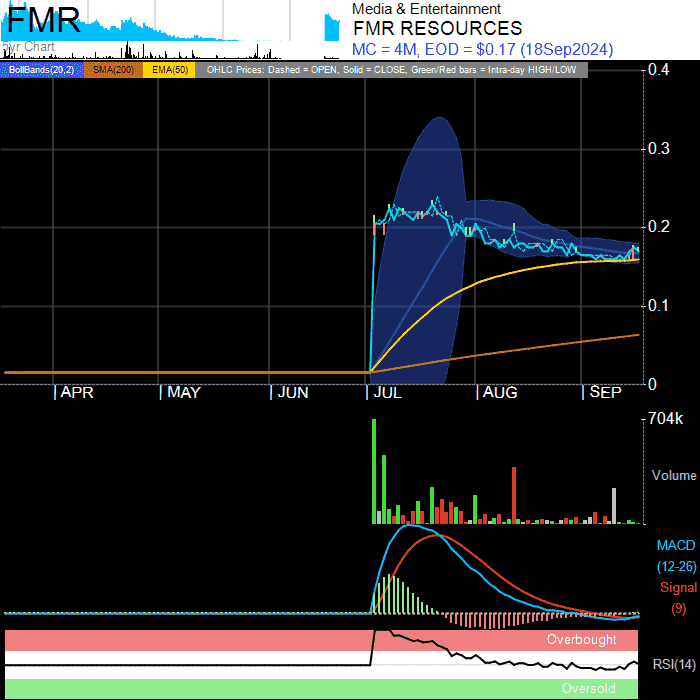 FMR
Media & Entertainment
FMR RESOURCES
5yr Chart
MC = 4M, EOD = $0.17 (18Sep2024)
BollBands(20,2) SMA(200) EMA(50) OHLC Prices: Dashed = OPEN, Solid = CLOSE, Green/Red bars = Intra-day HIGH/LOW
0.4
0.3
0.2
0.1
0
APR MAY JUN JUL AUG SEP
704k
Volume
MACD
(12-26)
Signal
(9)
Overbought
RSI(14)
Oversold